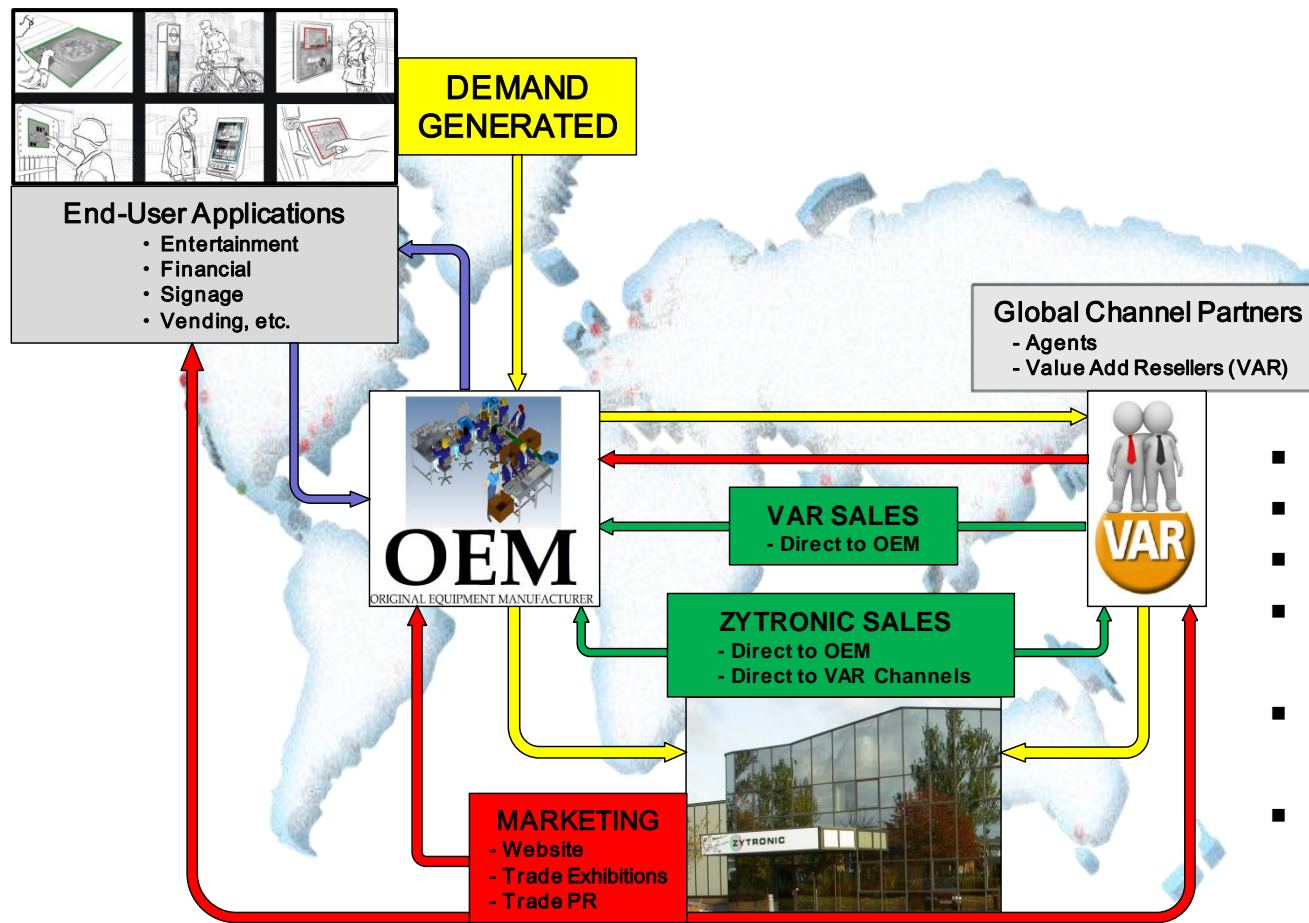 DEMAND
GENERATED
End-User Applications
• Entertainment
• Financial
• Signage
• Vending, etc.
Global Channel Partners
- Agents
- Value Add Resellers (VAR)
OEM
ORIGINAL EQUIPMENT MANUFACTURER
VAR SALES
- Direct to OEM
VAR
ZYTRONIC SALES
- Direct to OEM
- Direct to VAR Channels
ZYTRONIC
MARKETING
- Website
- Trade Exhibitions
- Trade PR